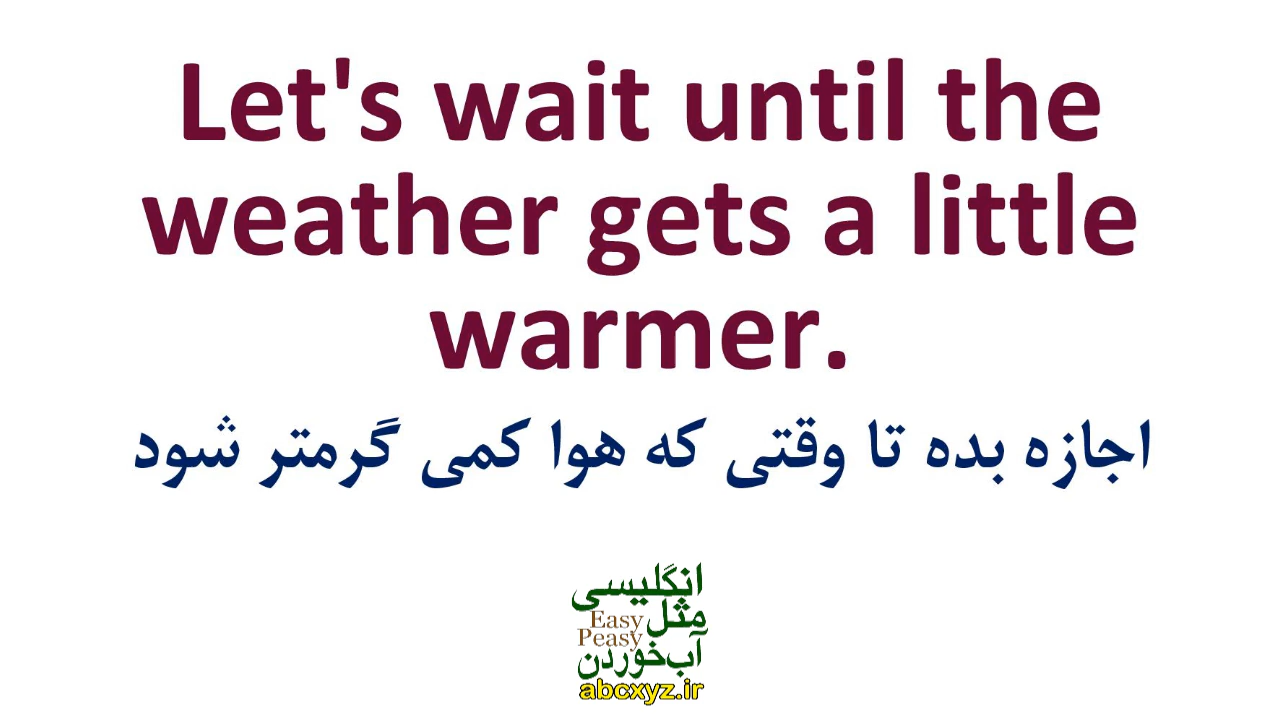 Let's wait until the
weather gets a little
warmer.
اجازه بده تا وقتی که هوا کمی گرمتر شود
انگلیسی
مثل Easy
Peasy
آب‌خوردن
abcxyz.ir